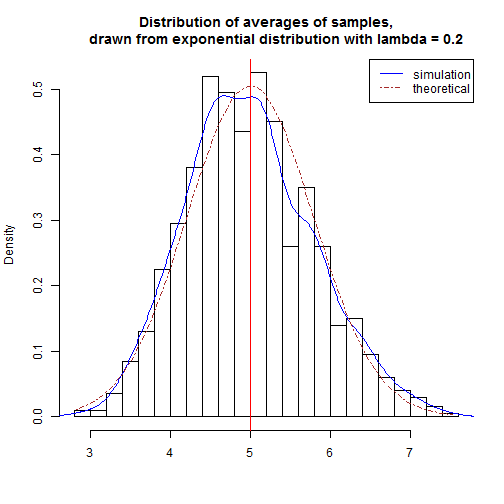 Distribution of averages of samples,
drawn from exponential distribution with lambda = 0.2
simulation
theoretical
Density
0.5
0.4
0.3
0.2
0.1
0.0
3 4 5 6 7